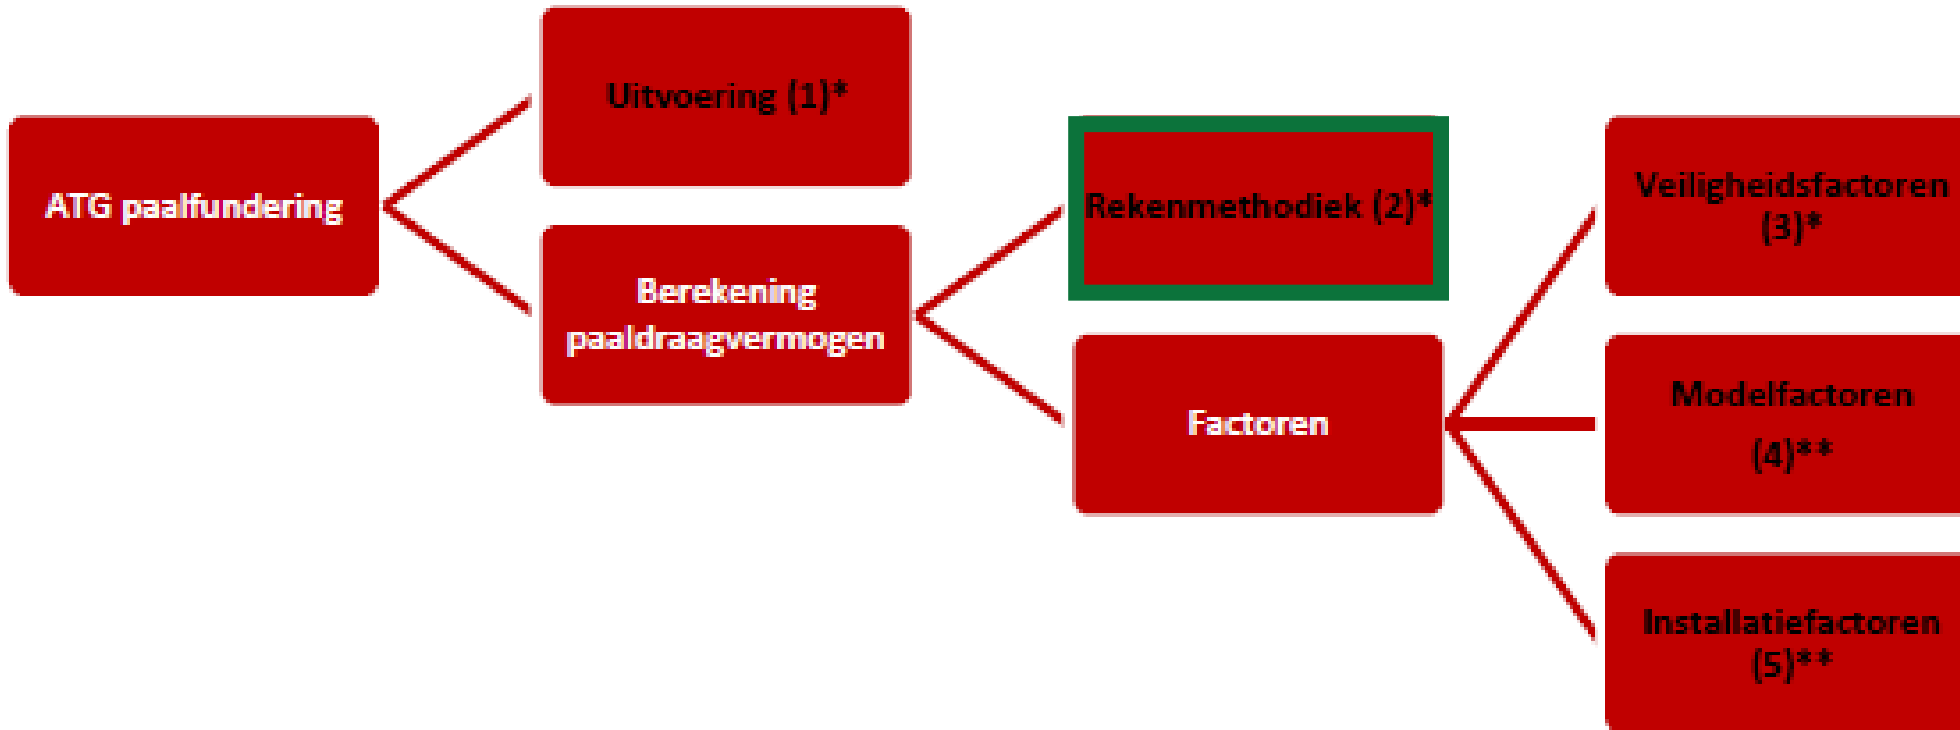 ATG paalfundering
Uitvoering (1)*
Berekening
paaldraagvermogen
Rekenmethodiek (2)*
Factoren
Veiligheidsfactoren
(3)*
Modelfactoren
(4)**
Installatiefactoren
(5)**